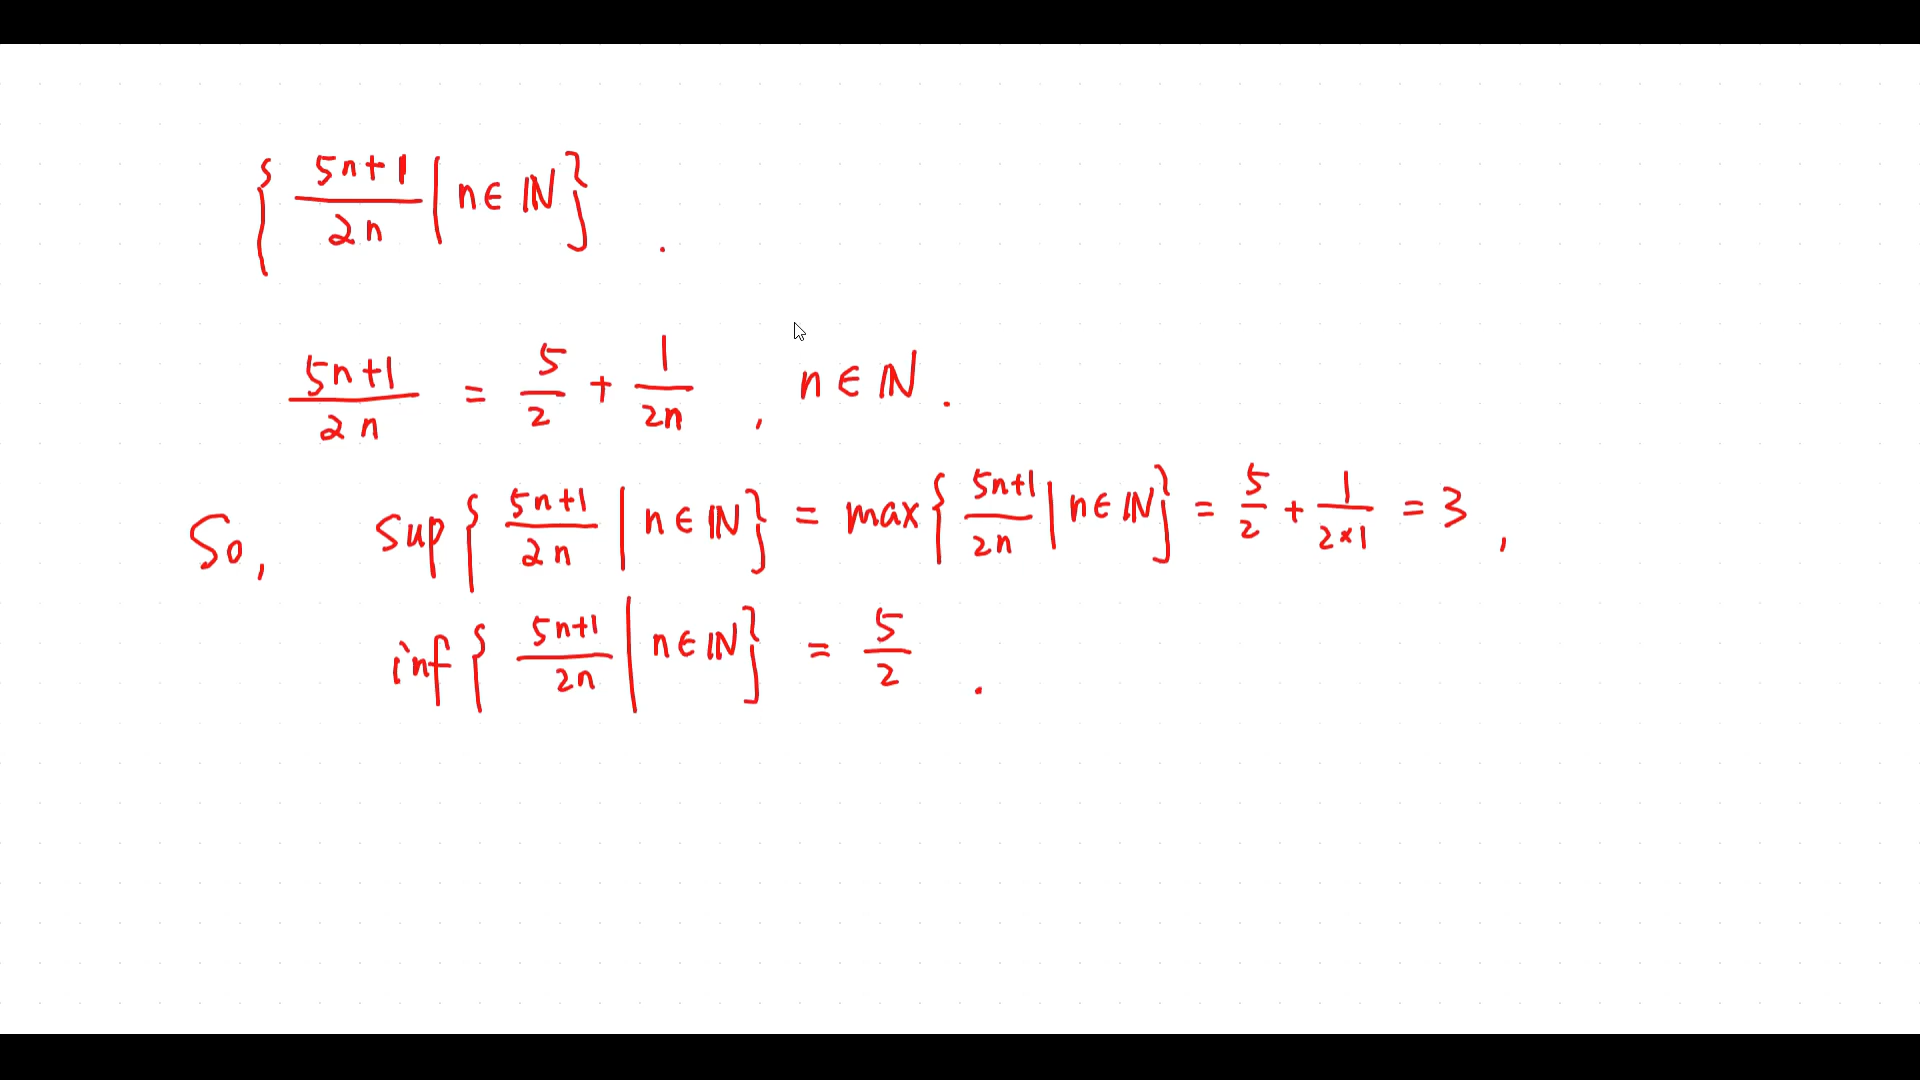 { (5n+1)/(2n) | n ∈ ℕ } .
(5n+1)/(2n) = 5/2 + 1/(2n) , n ∈ ℕ .
So, sup{ (5n+1)/(2n) | n ∈ ℕ } = max{ (5n+1)/(2n) | n ∈ ℕ } = 5/2 + 1/(2×1) = 3 ,
inf{ (5n+1)/(2n) | n ∈ ℕ } = 5/2 .